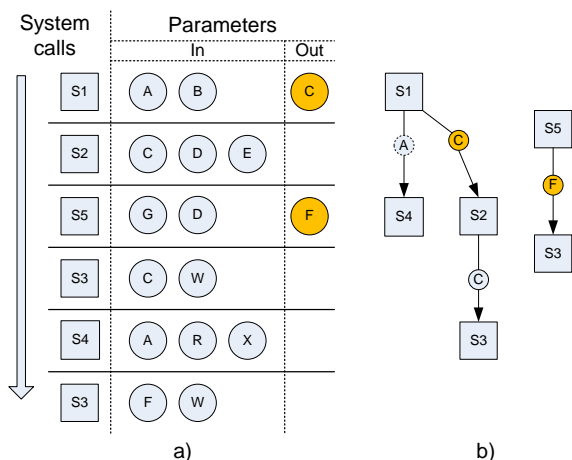 System calls
Parameters
In Out
S1 A B C
S2 C D E
S5 G D F
S3 C W
S4 A R X
S3 F W
a)
S1
S5
A C
F
S4 S2
S3
C
S3
b)